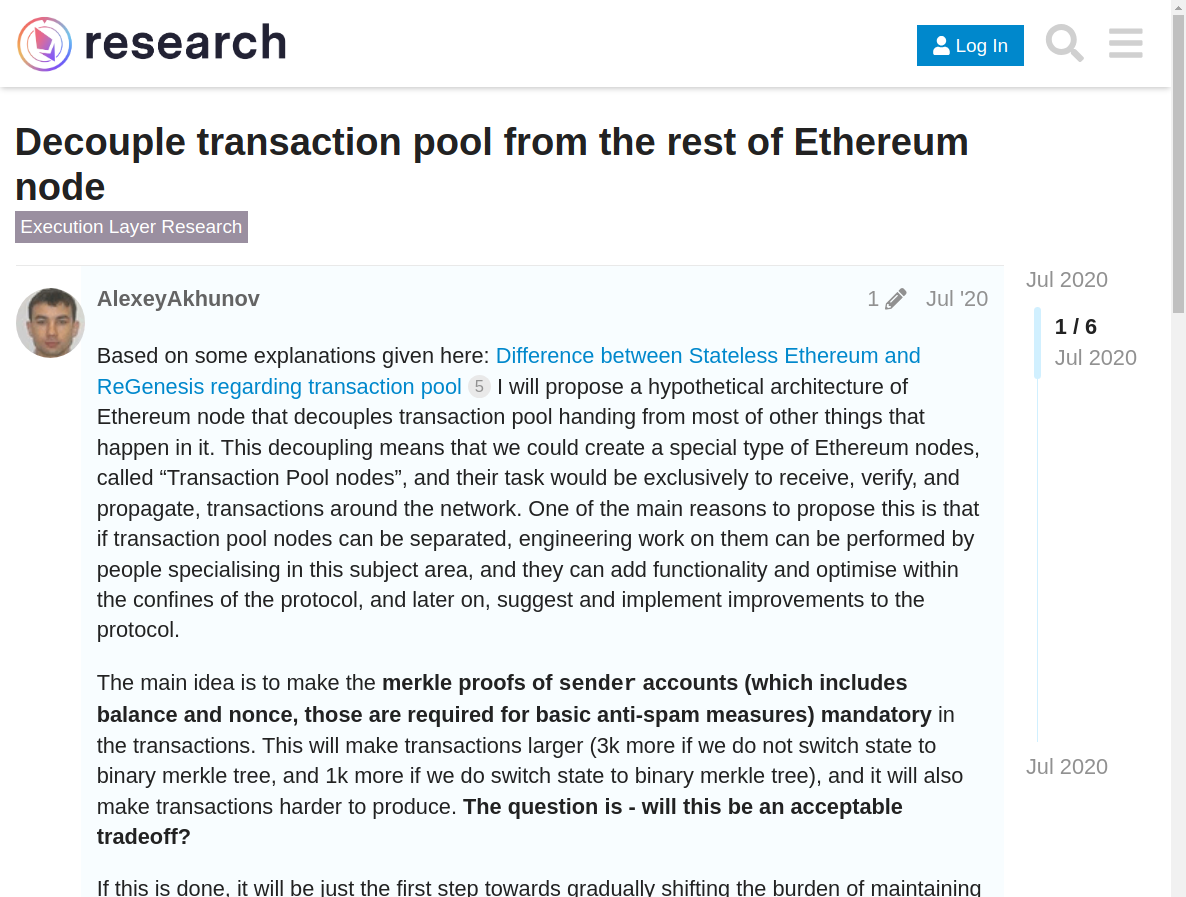 research
Log In
Decouple transaction pool from the rest of Ethereum
node
Execution Layer Research
AlexeyAkhunov
1
Jul '20
Based on some explanations given here: Difference between Stateless Ethereum and
ReGenesis regarding transaction pool 5 I will propose a hypothetical architecture of
Ethereum node that decouples transaction pool handing from most of other things that
happen in it. This decoupling means that we could create a special type of Ethereum nodes,
called “Transaction Pool nodes”, and their task would be exclusively to receive, verify, and
propagate, transactions around the network. One of the main reasons to propose this is that
if transaction pool nodes can be separated, engineering work on them can be performed by
people specialising in this subject area, and they can add functionality and optimise within
the confines of the protocol, and later on, suggest and implement improvements to the
protocol.
The main idea is to make the merkle proofs of sender accounts (which includes
balance and nonce, those are required for basic anti-spam measures) mandatory in
the transactions. This will make transactions larger (3k more if we do not switch state to
binary merkle tree, and 1k more if we do switch state to binary merkle tree), and it will also
make transactions harder to produce. The question is - will this be an acceptable
tradeoff?
If this is done, it will be just the first step towards gradually shifting the burden of maintaining
Jul 2020
1 / 6
Jul 2020
Jul 2020